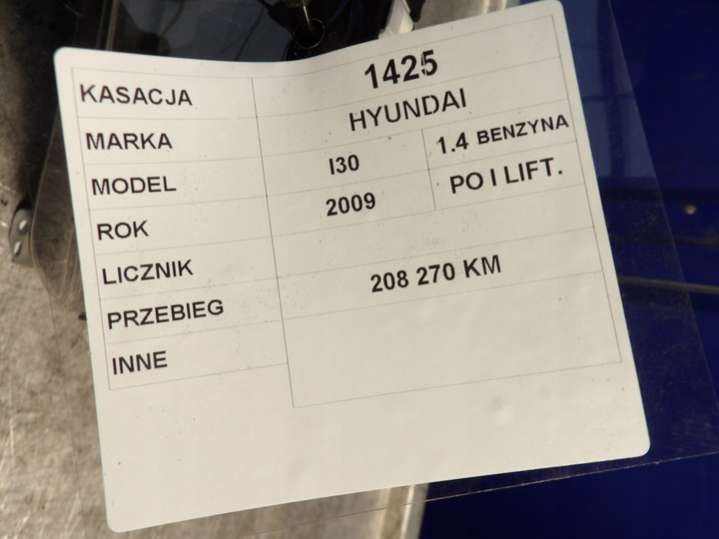 KASACJA 1425
MARKA HYUNDAI
MODEL I30 1.4 BENZYNA
ROK 2009 PO I LIFT.
LICZNIK
PRZEBIEG 208 270 KM
INNE